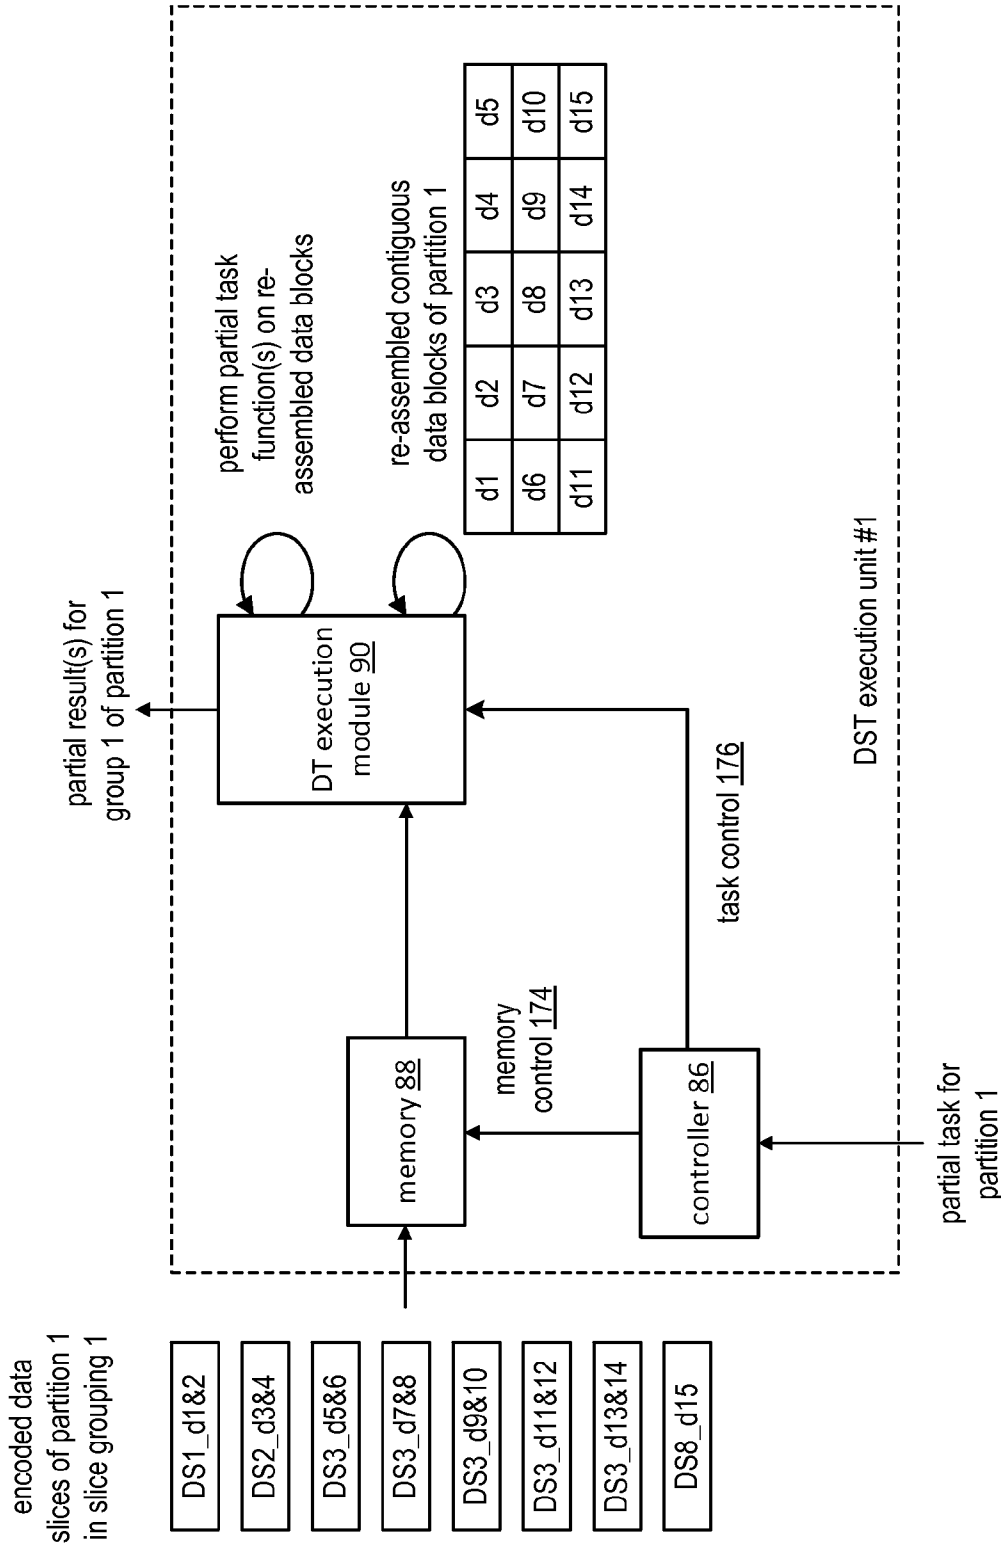 encoded data
slices of partition 1
in slice grouping 1
DS1_d1&2
DS2_d3&4
DS3_d5&6
DS3_d7&8
DS3_d9&10
DS3_d11&12
DS3_d13&14
DS8_d15
memory 88
memory
control 174
controller 86
partial task for
partition 1
task control 176
partial result(s) for
group 1 of partition 1
DT execution
module 90
perform partial task
function(s) on re-
assembled data blocks
re-assembled contiguous
data blocks of partition 1
d1 d2 d3 d4 d5
d6 d7 d8 d9 d10
d11 d12 d13 d14 d15
DST execution unit #1